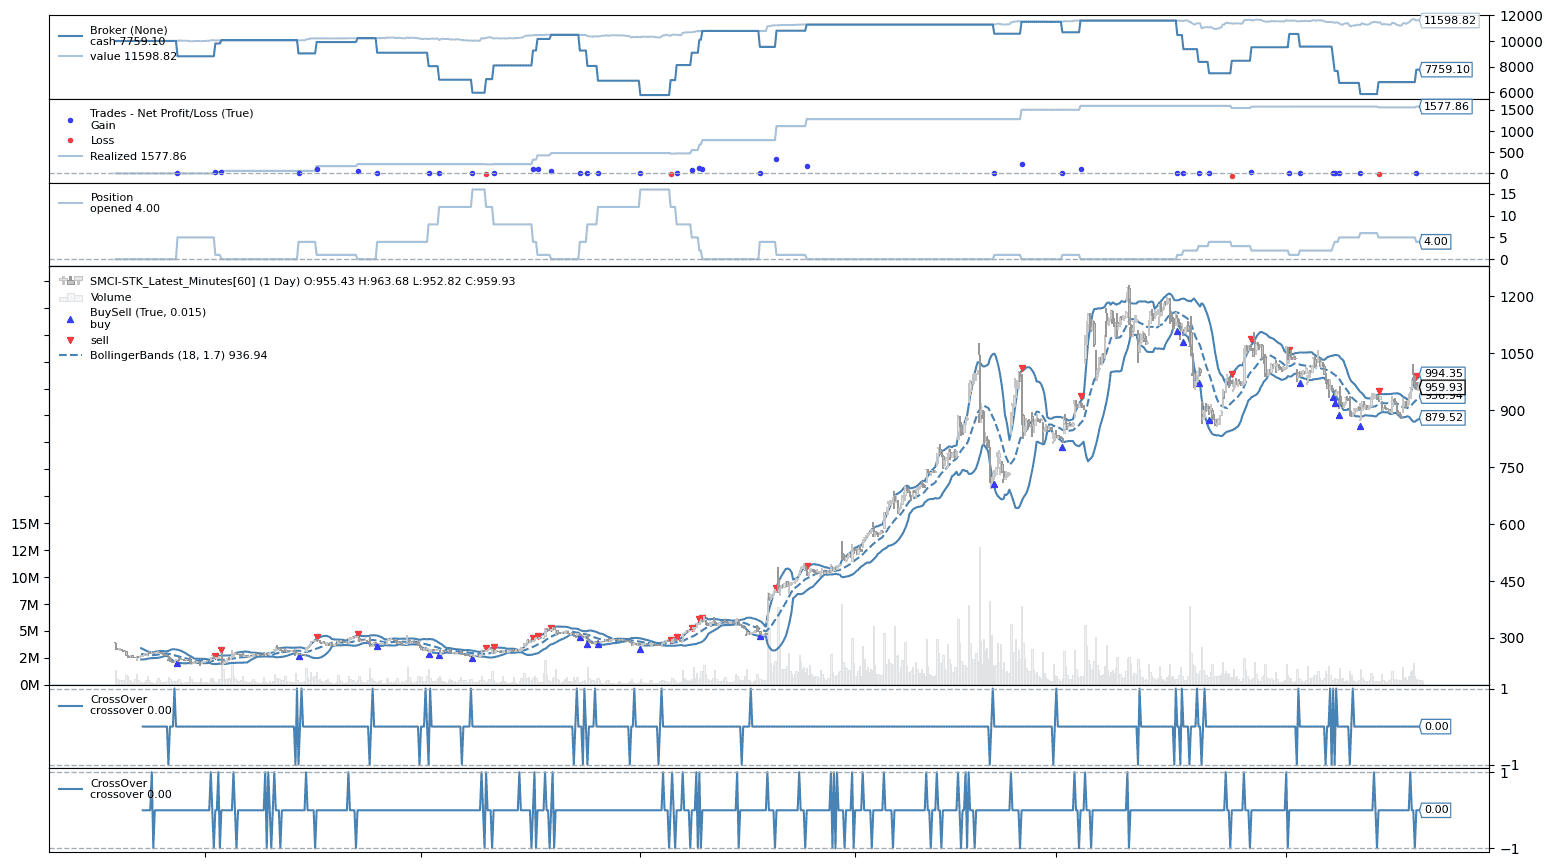 Broker (None)
cash 7759.10
value 11598.82
12000
10000
8000
6000
11598.82
7759.10
Trades - Net Profit/Loss (True)
Gain
Loss
Realized 1577.86
1500
1000
500
0
1577.86
Position
opened 4.00
15
10
5
0
4.00
SMCI-STK_Latest_Minutes[60] (1 Day) O:955.43 H:963.68 L:952.82 C:959.93
Volume
BuySell (True, 0.015)
buy
sell
BollingerBands (18, 1.7) 936.94
1200
1050
900
750
600
450
300
994.35
959.93
936.94
879.52
15M
12M
10M
7M
5M
2M
0M
CrossOver
crossover 0.00
1
0.00
−1
CrossOver
crossover 0.00
1
0.00
−1